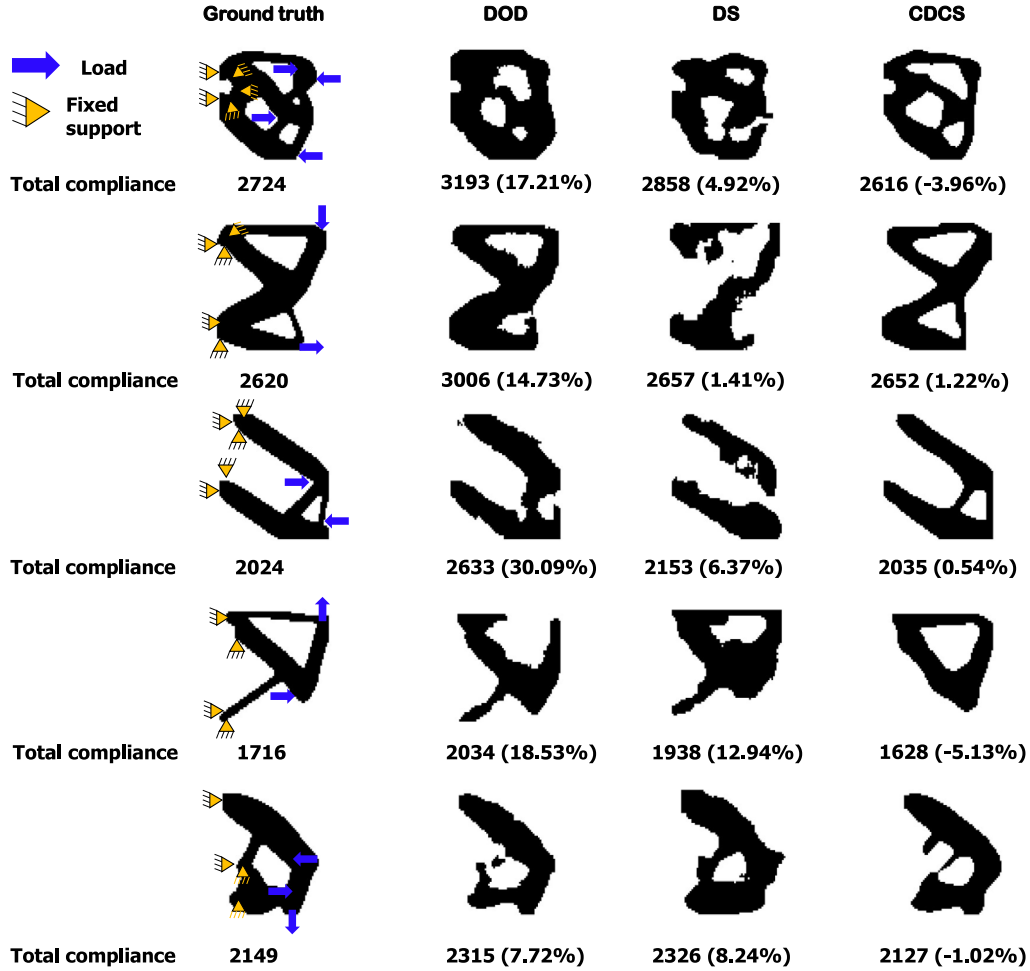 Ground truth DOD DS CDCS
Load
Fixed
support
Total compliance 2724 3193 (17.21%) 2858 (4.92%) 2616 (-3.96%)
Total compliance 2620 3006 (14.73%) 2657 (1.41%) 2652 (1.22%)
Total compliance 2024 2633 (30.09%) 2153 (6.37%) 2035 (0.54%)
Total compliance 1716 2034 (18.53%) 1938 (12.94%) 1628 (-5.13%)
Total compliance 2149 2315 (7.72%) 2326 (8.24%) 2127 (-1.02%)